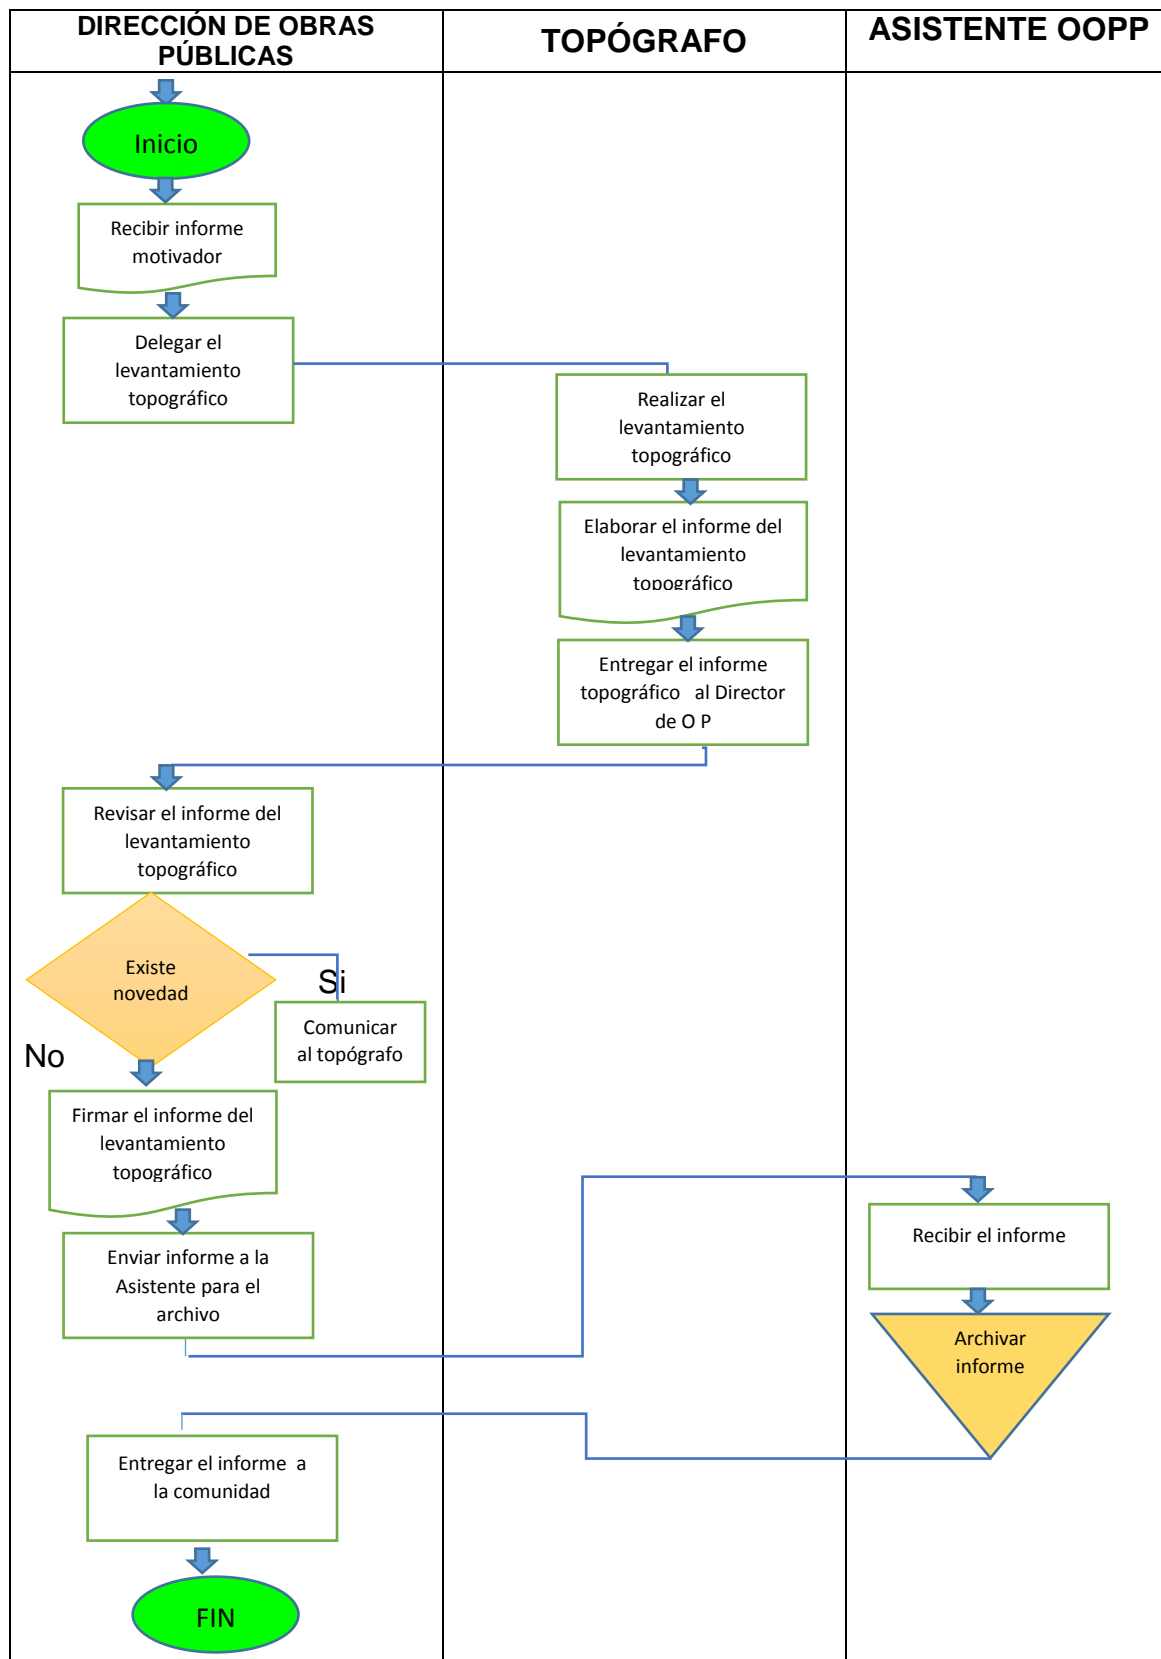 DIRECCIÓN DE OBRAS
PÚBLICAS
TOPÓGRAFO
ASISTENTE OOPP
Inicio
Recibir informe
motivador
Delegar el
levantamiento
topográfico
Realizar el
levantamiento
topográfico
Elaborar el informe del
levantamiento
topográfico
Entregar el informe
topográfico al Director
de O P
Revisar el informe del
levantamiento
topográfico
Existe
novedad
Si
Comunicar
al topógrafo
No
Firmar el informe del
levantamiento
topográfico
Enviar informe a la
Asistente para el
archivo
Recibir el informe
Archivar
informe
Entregar el informe a
la comunidad
FIN